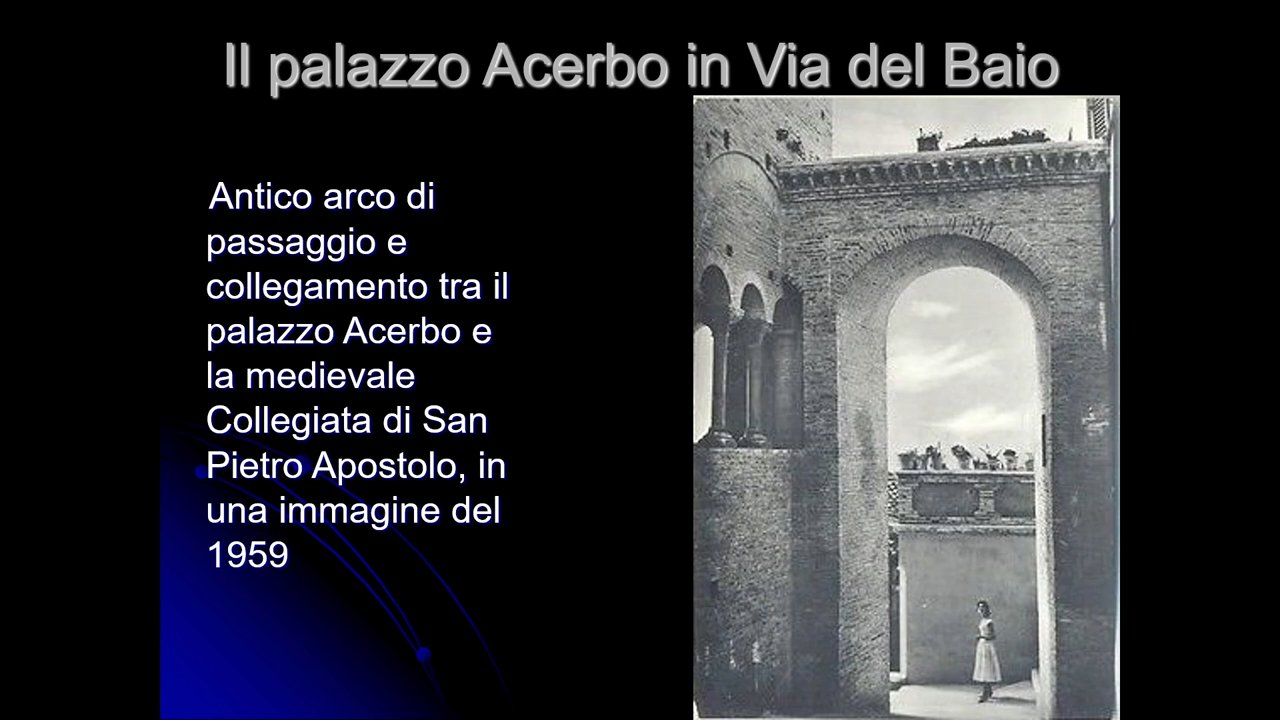 Il palazzo Acerbo in Via del Baio
Antico arco di
passaggio e
collegamento tra il
palazzo Acerbo e
la medievale
Collegiata di San
Pietro Apostolo, in
una immagine del
1959